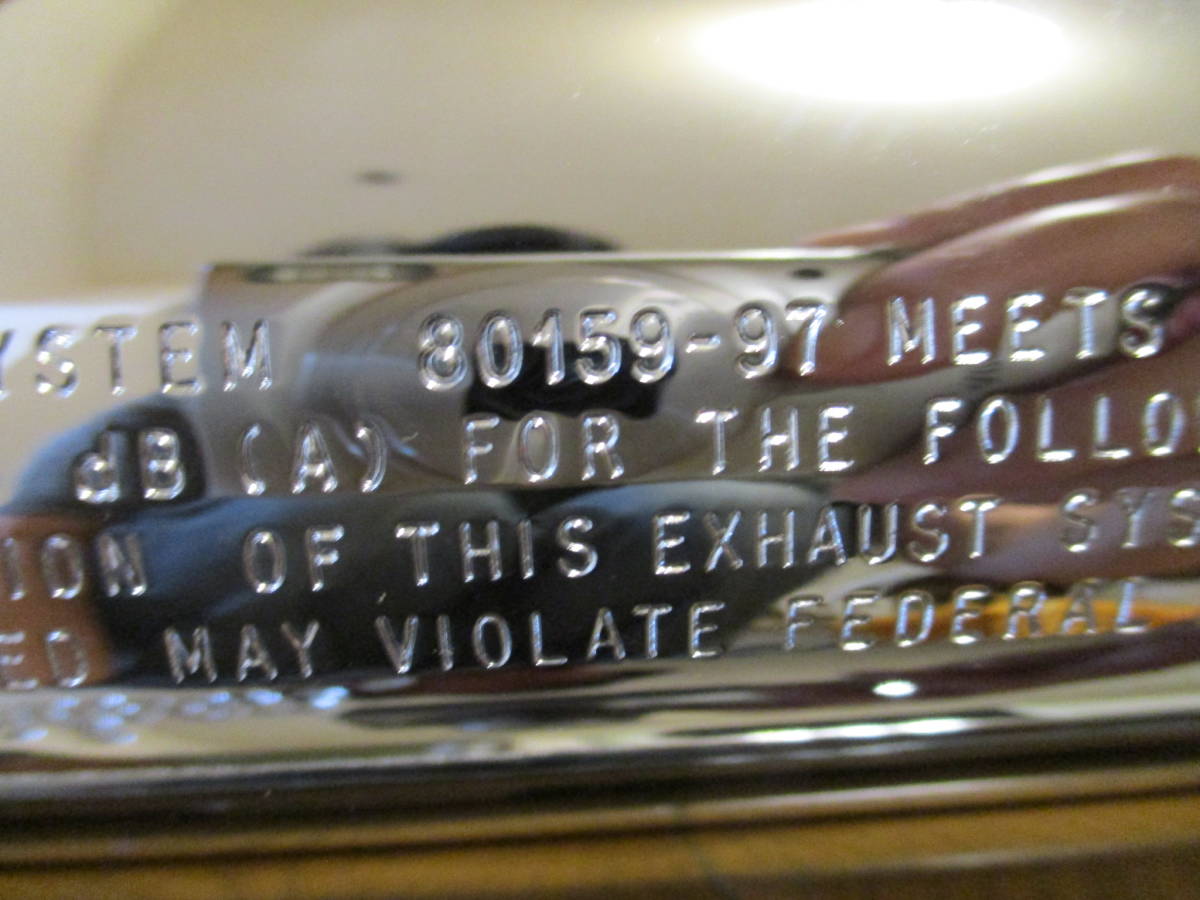 YSTEM 80159-97 MEETS
dB (A) FOR THE FOLLO
ION OF THIS EXHAUST SYS
ED MAY VIOLATE FEDERAL